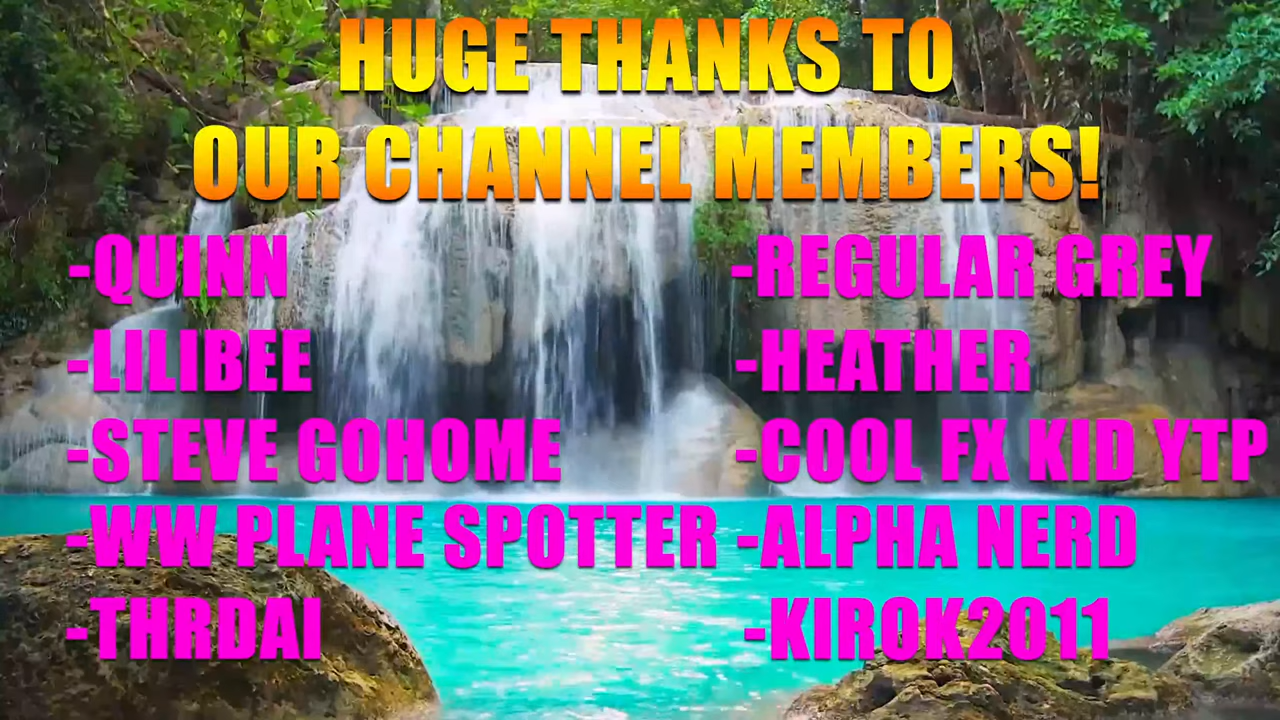 HUGE THANKS TO
OUR CHANNEL MEMBERS!
-QUINN
-LILIBEE
-STEVE GOHOME
-WW PLANE SPOTTER
-THRDAI
-REGULAR GREY
-HEATHER
-COOL FX KID YTP
-ALPHA NERD
-KIROK2011